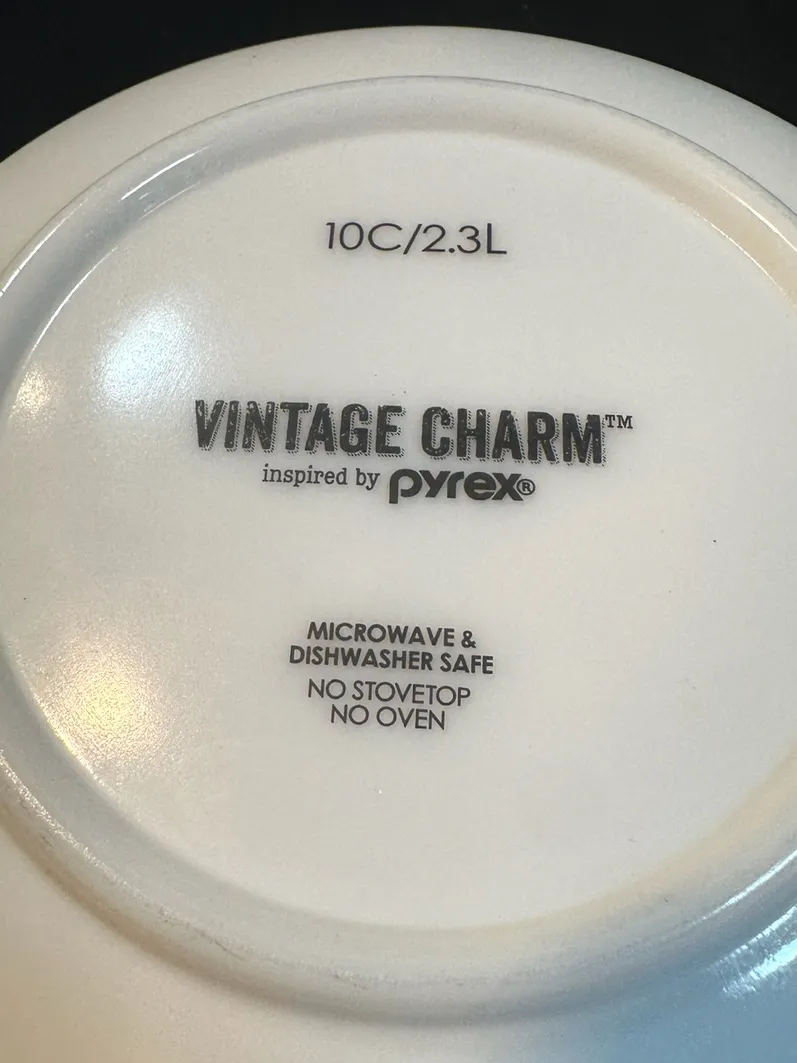 10C/2.3L
VINTAGE CHARM™
inspired by pyrex®
MICROWAVE &
DISHWASHER SAFE
NO STOVETOP
NO OVEN